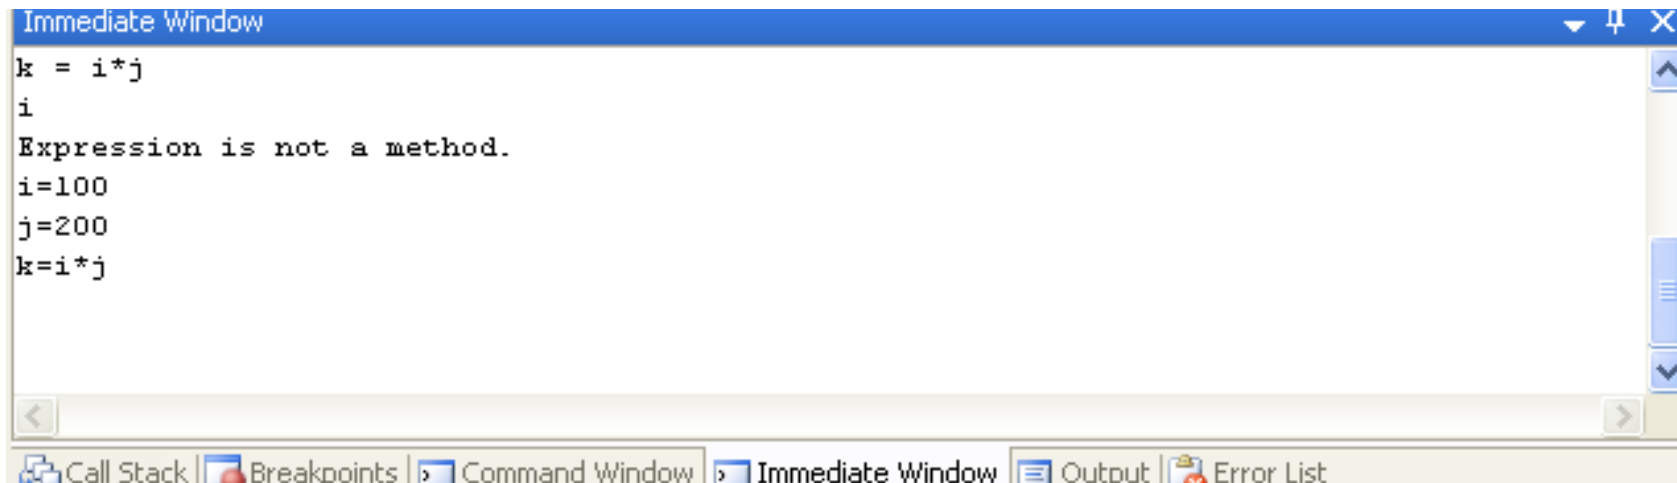 Immediate Window
k = i*j
i
Expression is not a method.
i=100
j=200
k=i*j
Call Stack Breakpoints Command Window Immediate Window Output Error List